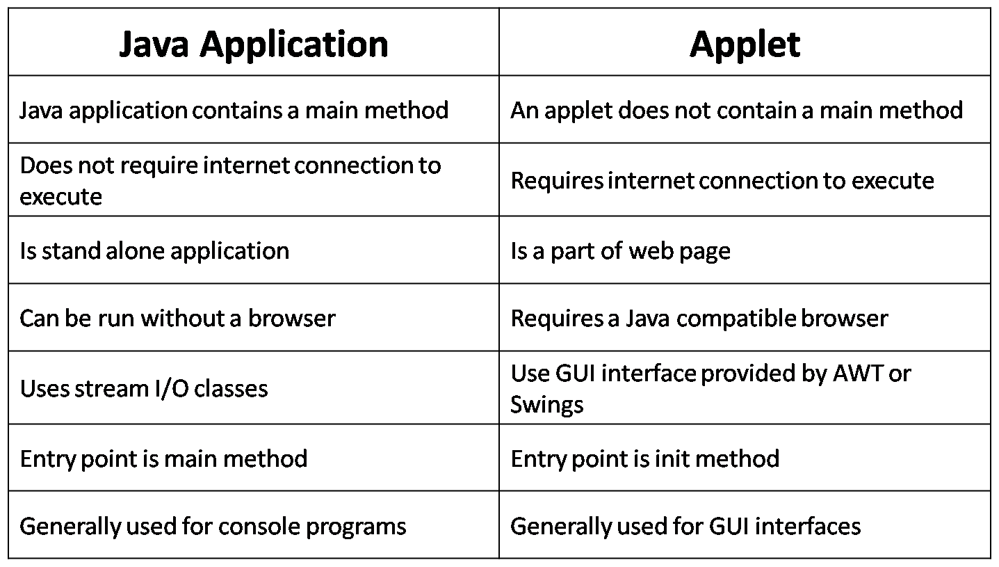 Java Application
Applet
Java application contains a main method
An applet does not contain a main method
Does not require internet connection to
execute
Requires internet connection to execute
Is stand alone application
Is a part of web page
Can be run without a browser
Requires a Java compatible browser
Uses stream I/O classes
Use GUI interface provided by AWT or
Swings
Entry point is main method
Entry point is init method
Generally used for console programs
Generally used for GUI interfaces